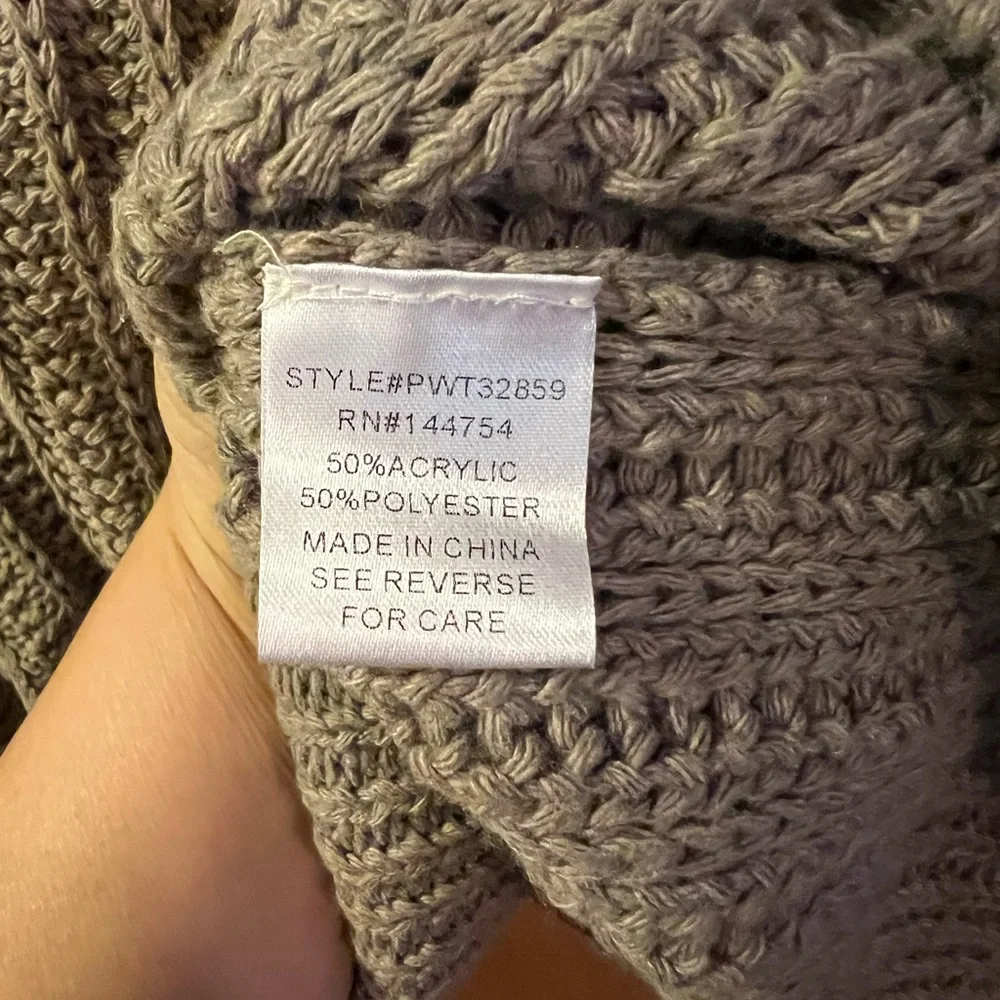 STYLE#PWT32859
RN#144754
50%ACRYLIC
50%POLYESTER
MADE IN CHINA
SEE REVERSE
FOR CARE